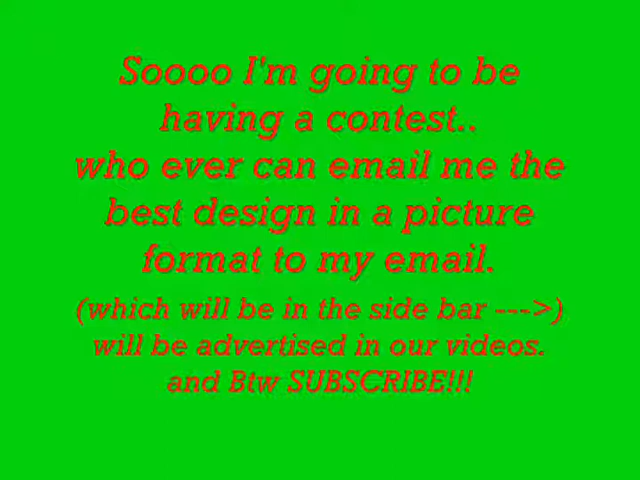 Soooo I'm going to be
having a contest..
who ever can email me the
best design in a picture
format to my email.
(which will be in the side bar --->)
will be advertised in our videos.
and Btw SUBSCRIBE!!!